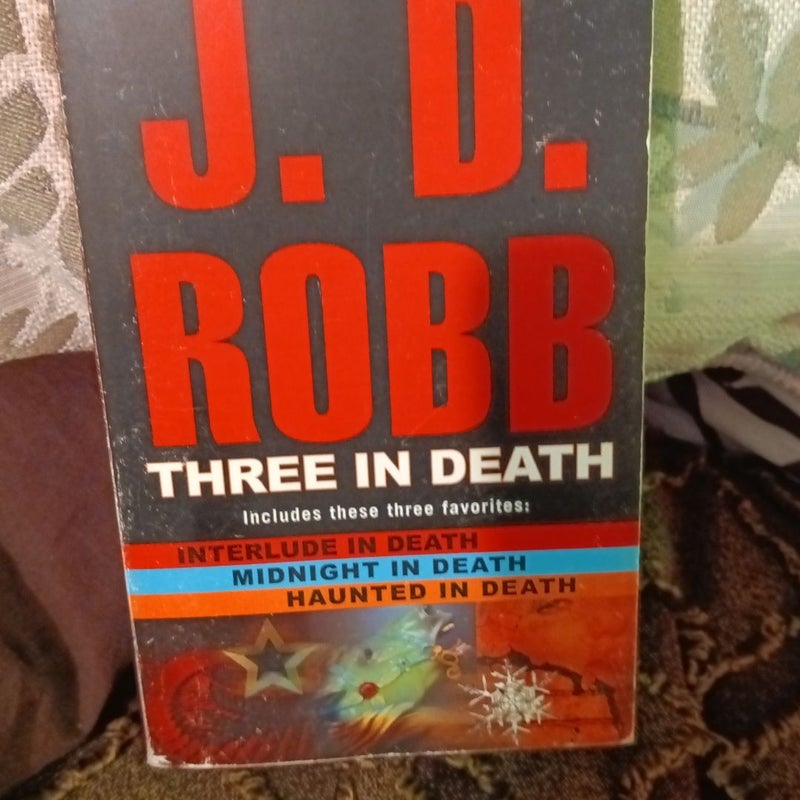 J. D.
ROBB
THREE IN DEATH
Includes these three favorites:
INTERLUDE IN DEATH
MIDNIGHT IN DEATH
HAUNTED IN DEATH